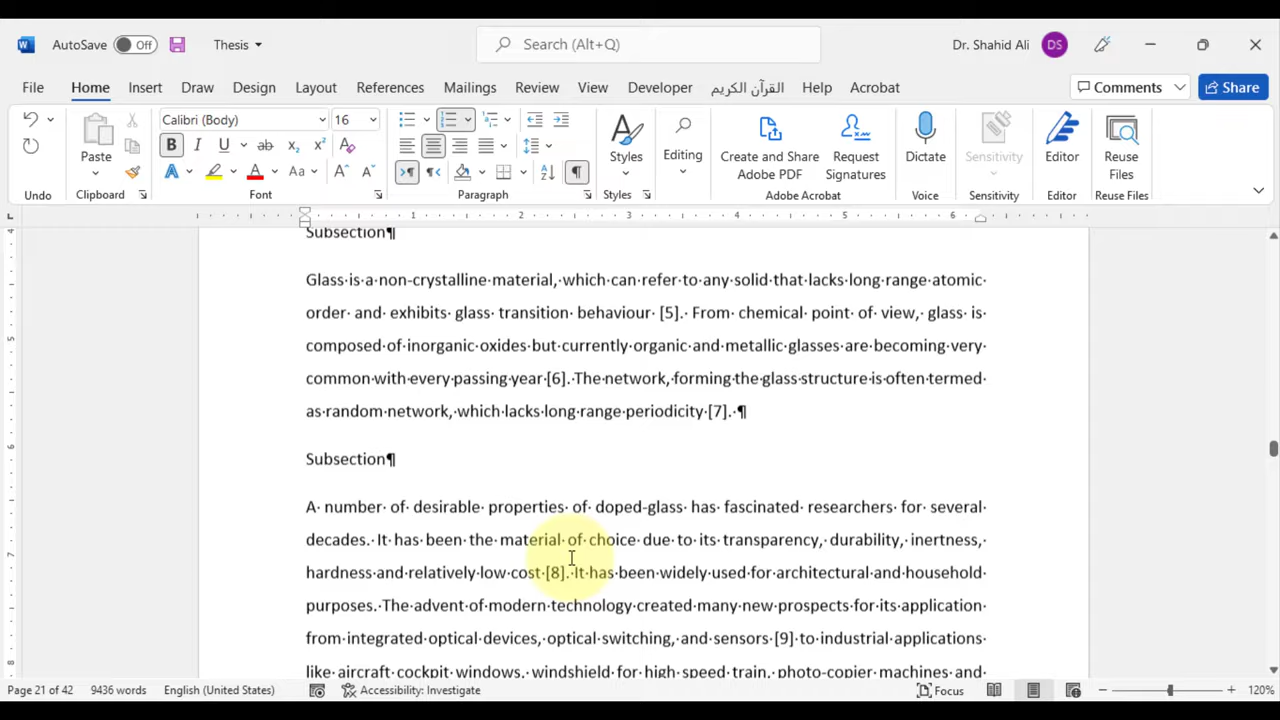 AutoSave Off Thesis Search (Alt+Q) Dr. Shahid Ali DS
File Home Insert Draw Design Layout References Mailings Review View Developer القرآن الكريم Help Acrobat Comments Share
Calibri (Body) 16
Paste Styles Editing Create and Share Adobe PDF Request Signatures Dictate Sensitivity Editor Reuse Files
Undo Clipboard Font Paragraph Styles Adobe Acrobat Voice Sensitivity Editor Reuse Files
1 2 3 4 5 6
Subsection¶
Glass·is·a·non-crystalline·material,·which·can·refer·to·any·solid·that·lacks·long·range·atomic·
order· and· exhibits· glass· transition· behaviour· [5].· From· chemical· point· of· view,· glass· is·
composed·of·inorganic·oxides·but·currently·organic·and·metallic·glasses·are·becoming·very·
common·with·every·passing·year·[6].·The·network,·forming·the·glass·structure·is·often·termed·
as·random·network,·which·lacks·long·range·periodicity·[7].·¶
Subsection¶
A· number· of· desirable· properties· of· doped-glass· has· fascinated· researchers· for· several·
decades.· It· has· been· the· material· of· choice· due· to· its· transparency,· durability,· inertness,·
hardness·and·relatively·low·cost·[8].·It·has·been·widely·used·for·architectural·and·household·
purposes.·The·advent·of·modern·technology·created·many·new·prospects·for·its·application·
from·integrated·optical·devices,·optical·switching,·and·sensors·[9]·to·industrial·applications·
like· aircraft· cockpit· windows,· windshield· for· high· speed· train,· photo-copier· machines· and·
Page 21 of 42 9436 words English (United States) Accessibility: Investigate Focus 120%